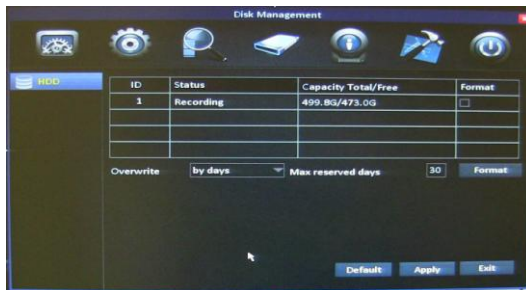 Disk Management
HDD
ID Status Capacity Total/Free Format
1 Recording 499.8G/473.0G
Overwrite by days Max reserved days 30 Format
Default Apply Exit